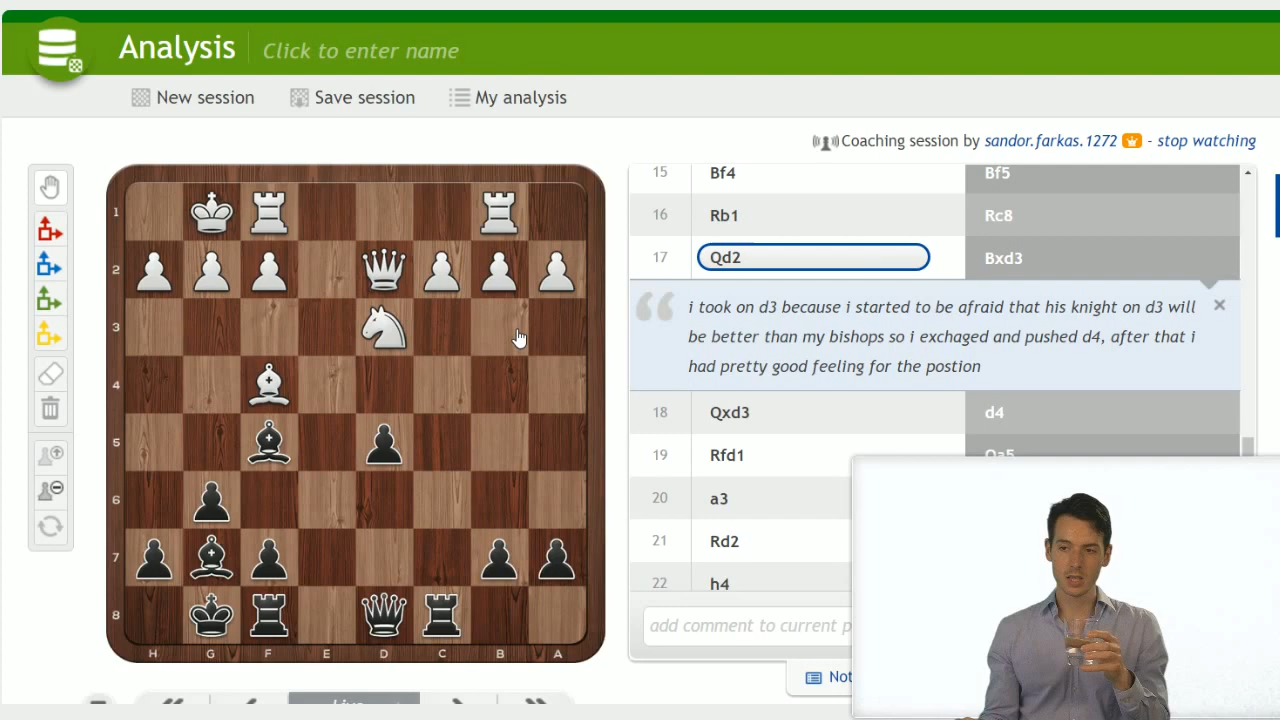 Analysis
Click to enter name
New session
Save session
My analysis
Coaching session by sandor.farkas.1272 - stop watching
15 Bf4 Bf5
16 Rb1 Rc8
17 Qd2 Bxd3
i took on d3 because i started to be afraid that his knight on d3 will
be better than my bishops so i exchaged and pushed d4, after that i
had pretty good feeling for the postion
18 Qxd3 d4
19 Rfd1 Qa5
20 a3
21 Rd2
22 h4
add comment to current p
Not
1
2
3
4
5
6
7
8
H G F E D C B A
Live